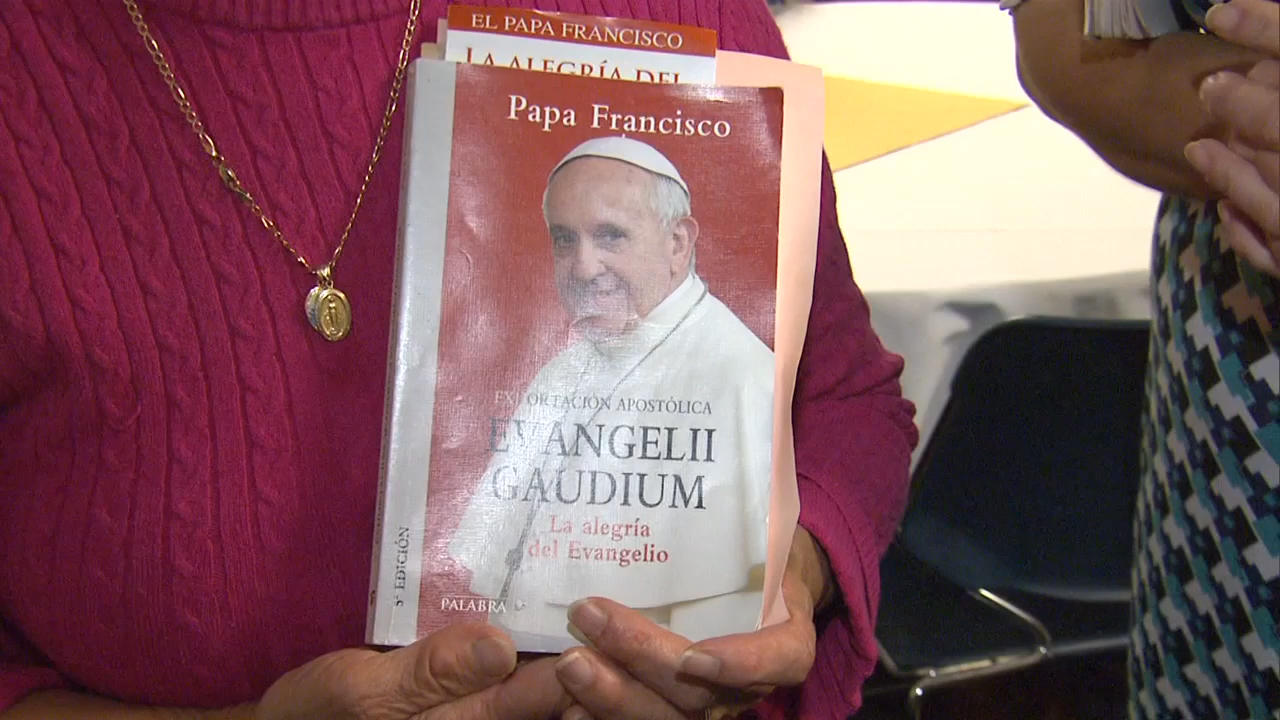 EL PAPA FRANCISCO
LA ALEGRÍA DEL
Papa Francisco
EXHORTACIÓN APOSTÓLICA
EVANGELII
GAUDIUM
La alegría
del Evangelio
PALABRA
5ª EDICIÓN